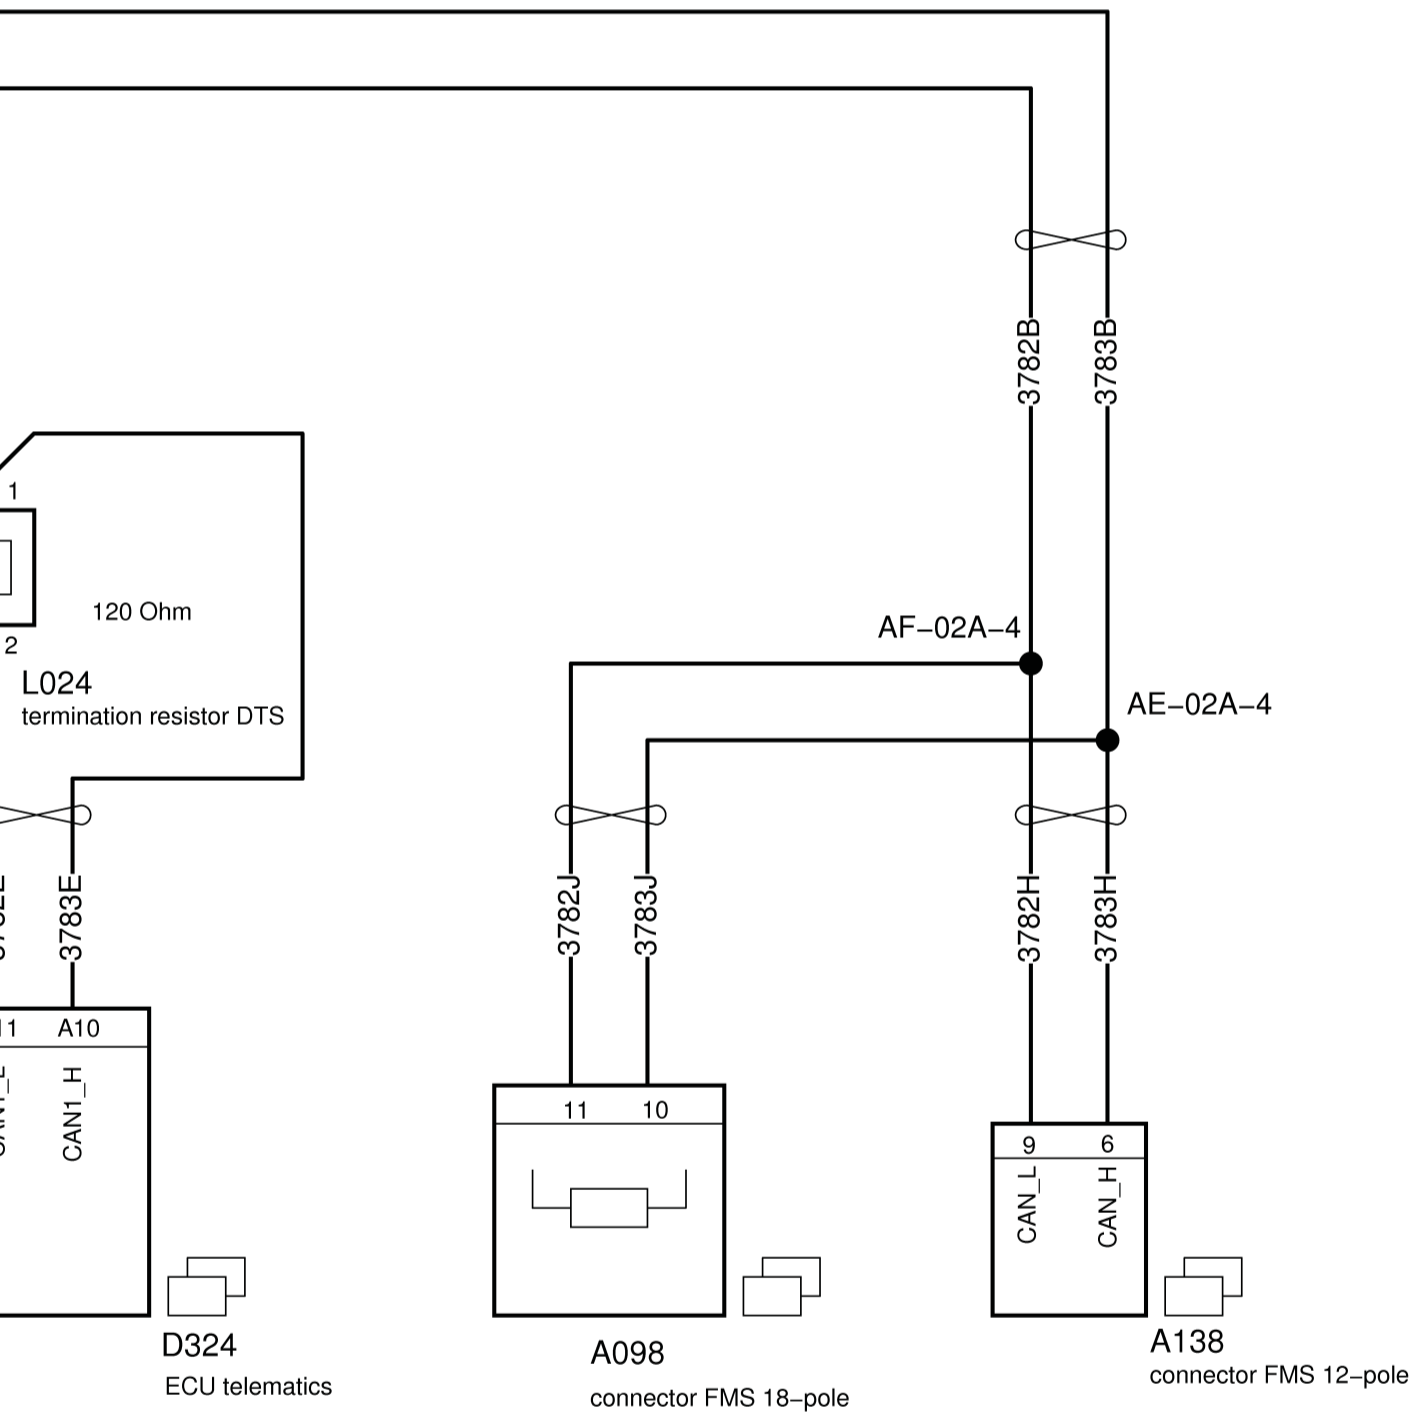 3782B
3783B
1
120 Ohm
2
L024
termination resistor DTS
AF–02A–4
AE–02A–4
3783E
3782J
3783J
3782H
3783H
A10
CAN1_H
11
10
9
6
CAN_L
CAN_H
D324
ECU telematics
A098
connector FMS 18–pole
A138
connector FMS 12–pole